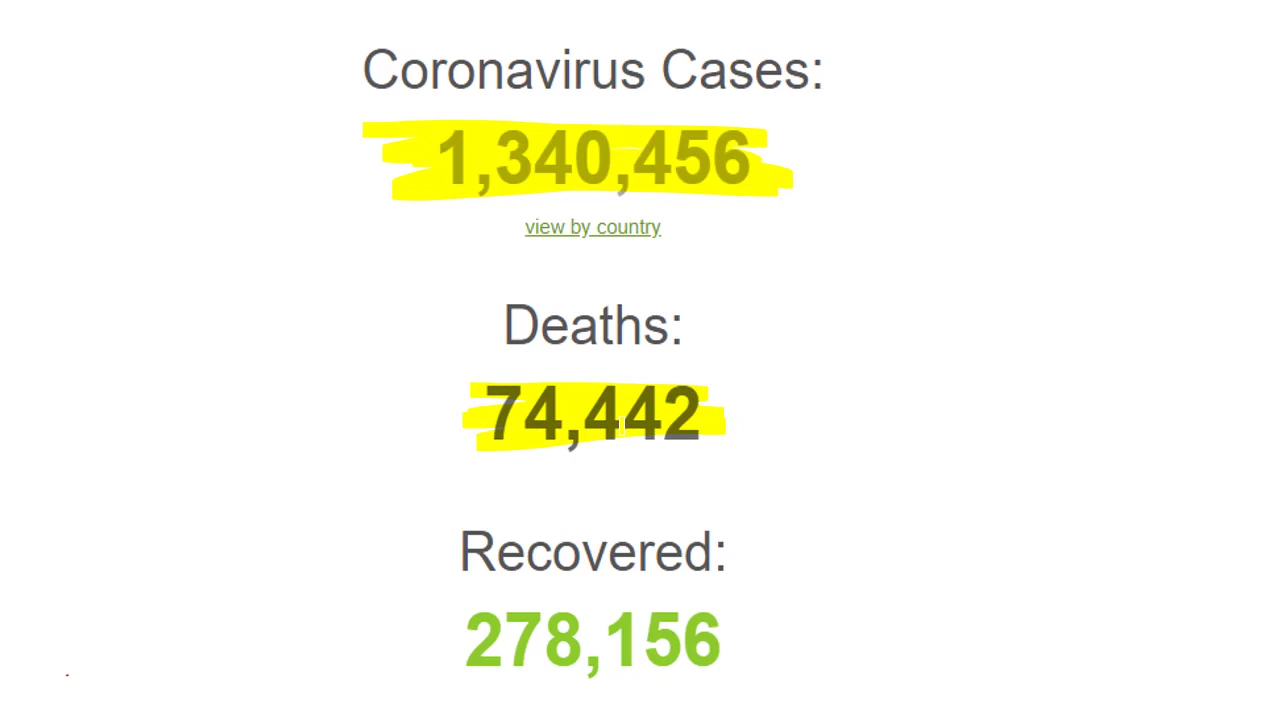 Coronavirus Cases:
1,340,456
view by country
Deaths:
74,442
Recovered:
278,156